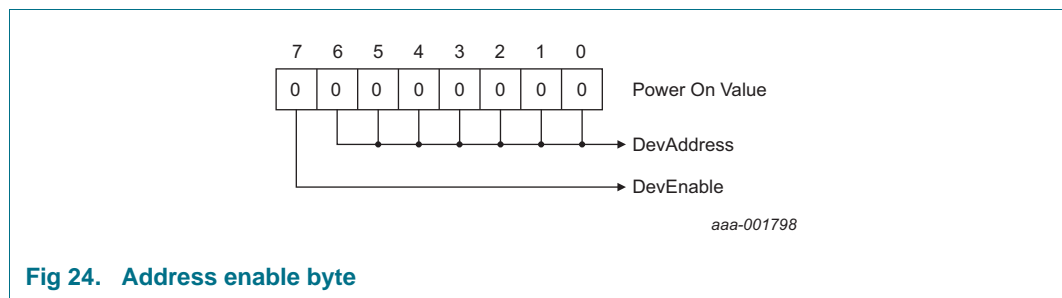 7 6 5 4 3 2 1 0
0 0 0 0 0 0 0 0 Power On Value
DevAddress
DevEnable
aaa-001798
Fig 24. Address enable byte